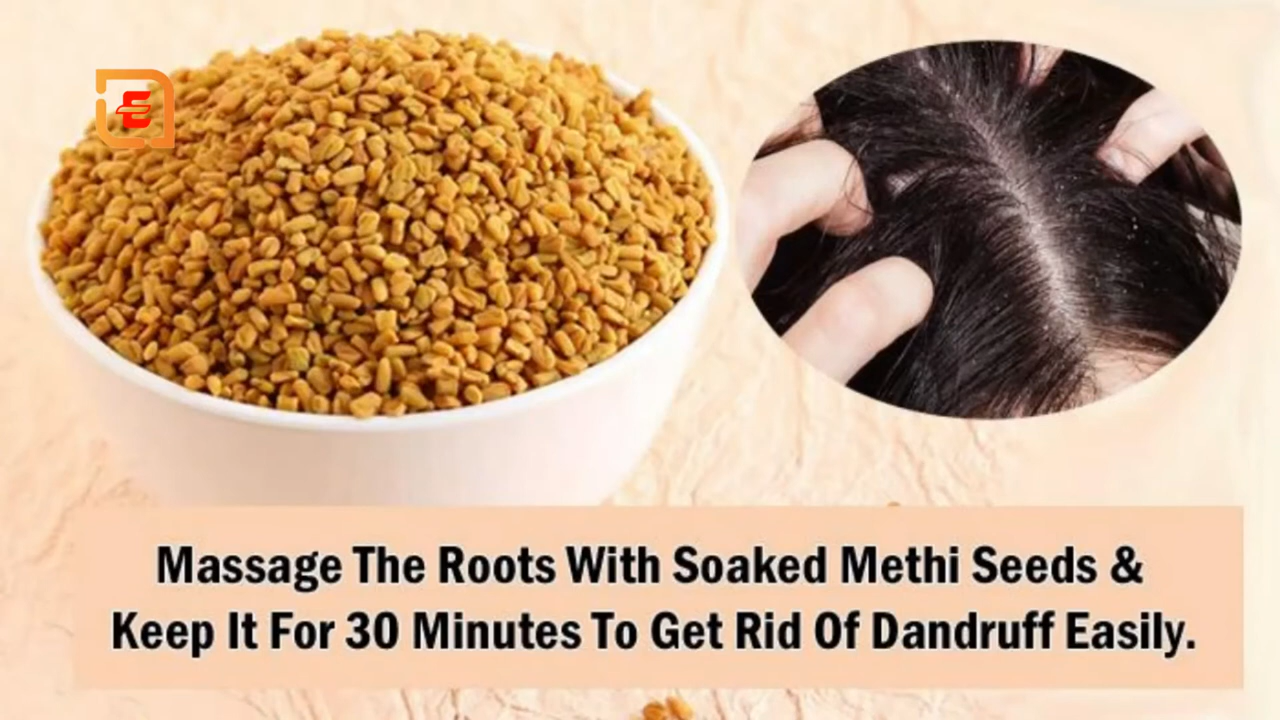 Massage The Roots With Soaked Methi Seeds &
Keep It For 30 Minutes To Get Rid Of Dandruff Easily.